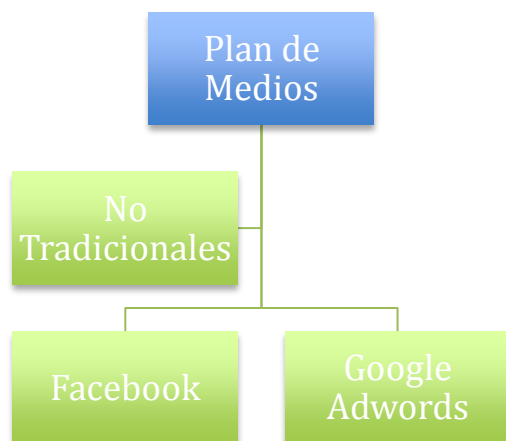 Plan de
Medios
No
Tradicionales
Facebook
Google
Adwords